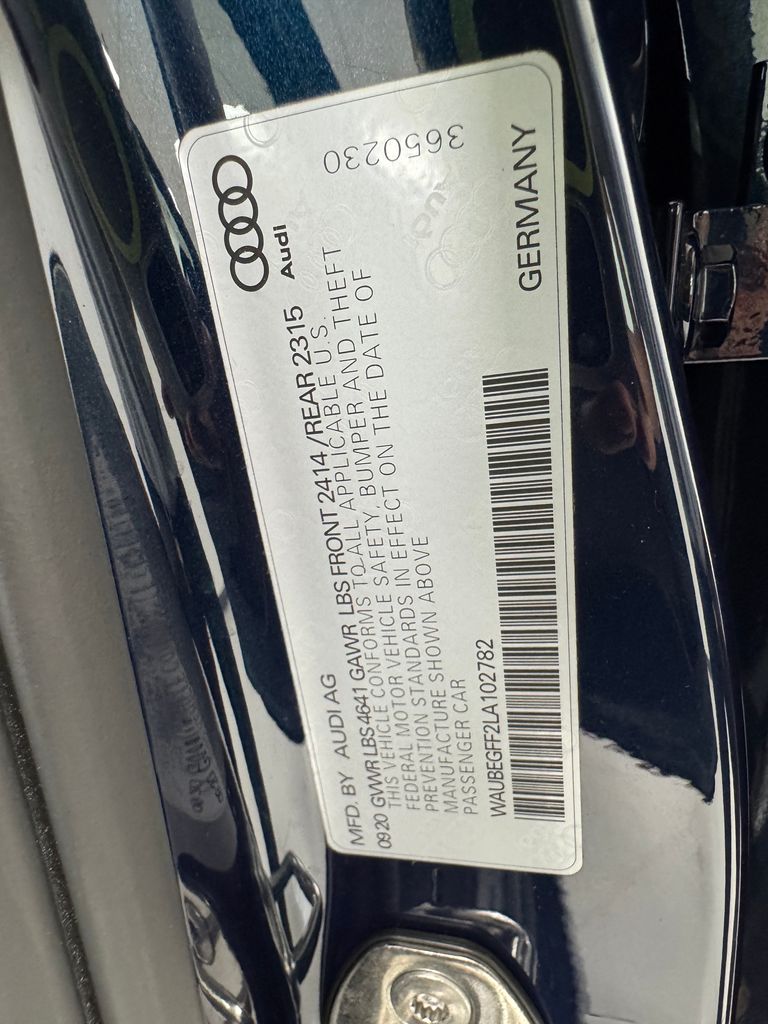 MFD. BY AUDI AG
Audi
0920 GVWR LBS 4641 GAWR LBS FRONT 2414 /REAR 2315
THIS VEHICLE CONFORMS TO ALL APPLICABLE U.S.
FEDERAL MOTOR VEHICLE SAFETY, BUMPER AND THEFT
PREVENTION STANDARDS IN EFFECT ON THE DATE OF
MANUFACTURE SHOWN ABOVE
PASSENGER CAR
3650230
WAUBEGFF2LA102782
GERMANY